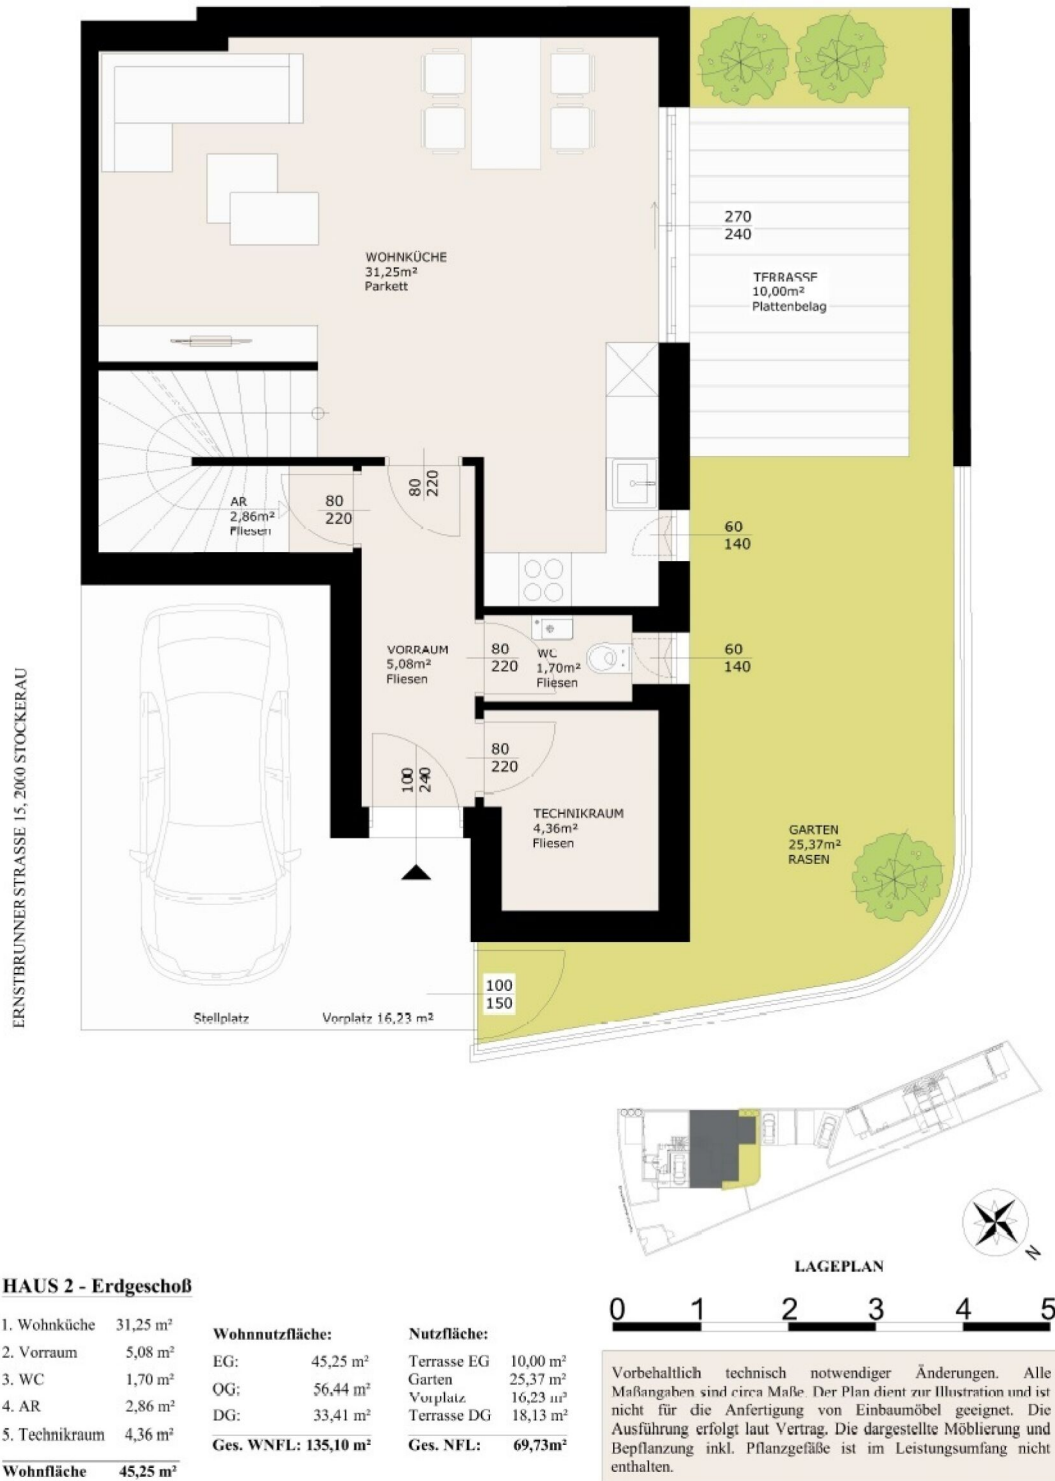 270
240
WOHNKÜCHE
31,25m²
Parkett
TERRASSE
10,00m²
Plattenbelag
80
220
AR
2,86m²
Fliesen
80
220
60
140
VORRAUM
5,08m²
Fliesen
80
220
WC
1,70m²
Fliesen
60
140
80
220
100
240
TECHNIKRAUM
4,36m²
Fliesen
GARTEN
25,37m²
RASEN
100
150
Stellplatz
Vorplatz 16,23 m²
ERNSTBRUNNER STRASSE 15, 2000 STOCKERAU
N
LAGEPLAN
0 1 2 3 4 5
HAUS 2 - Erdgeschoß
1. Wohnküche 31,25 m²
2. Vorraum 5,08 m²
3. WC 1,70 m²
4. AR 2,86 m²
5. Technikraum 4,36 m²
Wohnfläche 45,25 m²
Wohnnutzfläche:
EG: 45,25 m²
OG: 56,44 m²
DG: 33,41 m²
Ges. WNFL: 135,10 m²
Nutzfläche:
Terrasse EG 10,00 m²
Garten 25,37 m²
Vorplatz 16,23 m²
Terrasse DG 18,13 m²
Ges. NFL: 69,73m²
Vorbehaltlich technisch notwendiger Änderungen. Alle
Maßangaben sind circa Maße. Der Plan dient zur Illustration und ist
nicht für die Anfertigung von Einbaumöbel geeignet. Die
Ausführung erfolgt laut Vertrag. Die dargestellte Möblierung und
Bepflanzung inkl. Pflanzgefäße ist im Leistungsumfang nicht
enthalten.